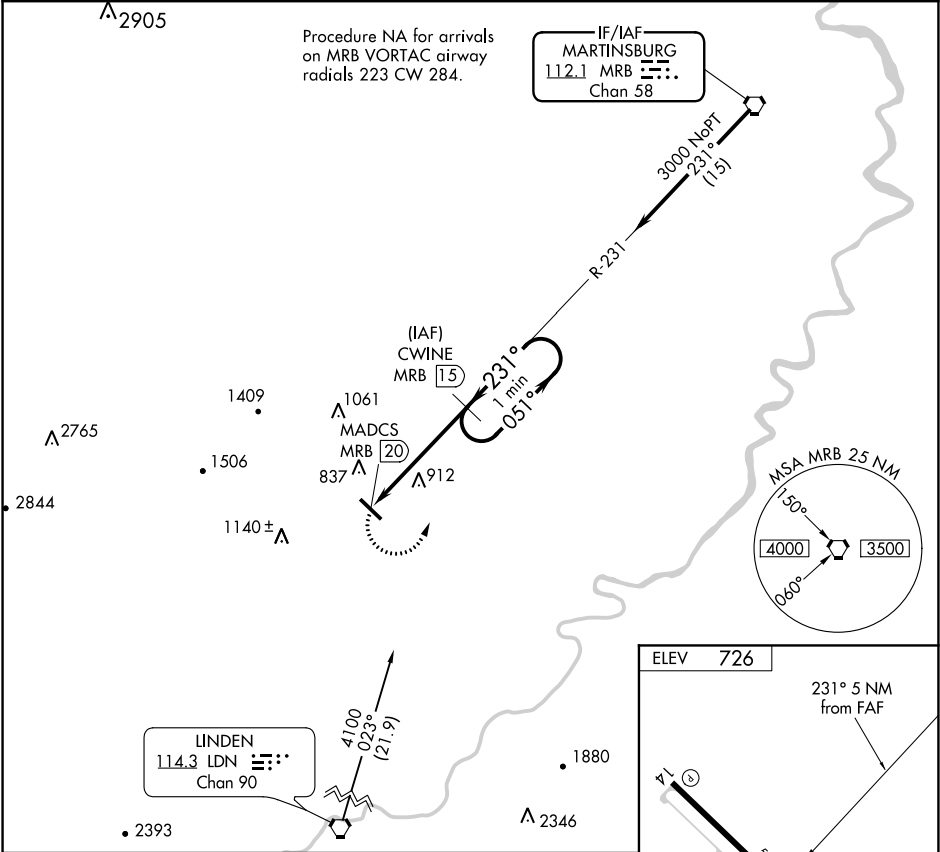 2905
Procedure NA for arrivals
on MRB VORTAC airway
radials 223 CW 284.
IF/IAF
MARTINSBURG
112.1 MRB
Chan 58
3000 NoPT
231°
(15)
R-231
(IAF)
CWINE
MRB 15
231°
1 min
051°
1409
1061
MADCS
MRB 20
2765
1506
837
912
2844
1140 ±
MSA MRB 25 NM
150°
4000
3500
060°
ELEV 726
231° 5 NM
from FAF
14
P
4100
023°
(21.9)
LINDEN
114.3 LDN
Chan 90
1880
2346
2393